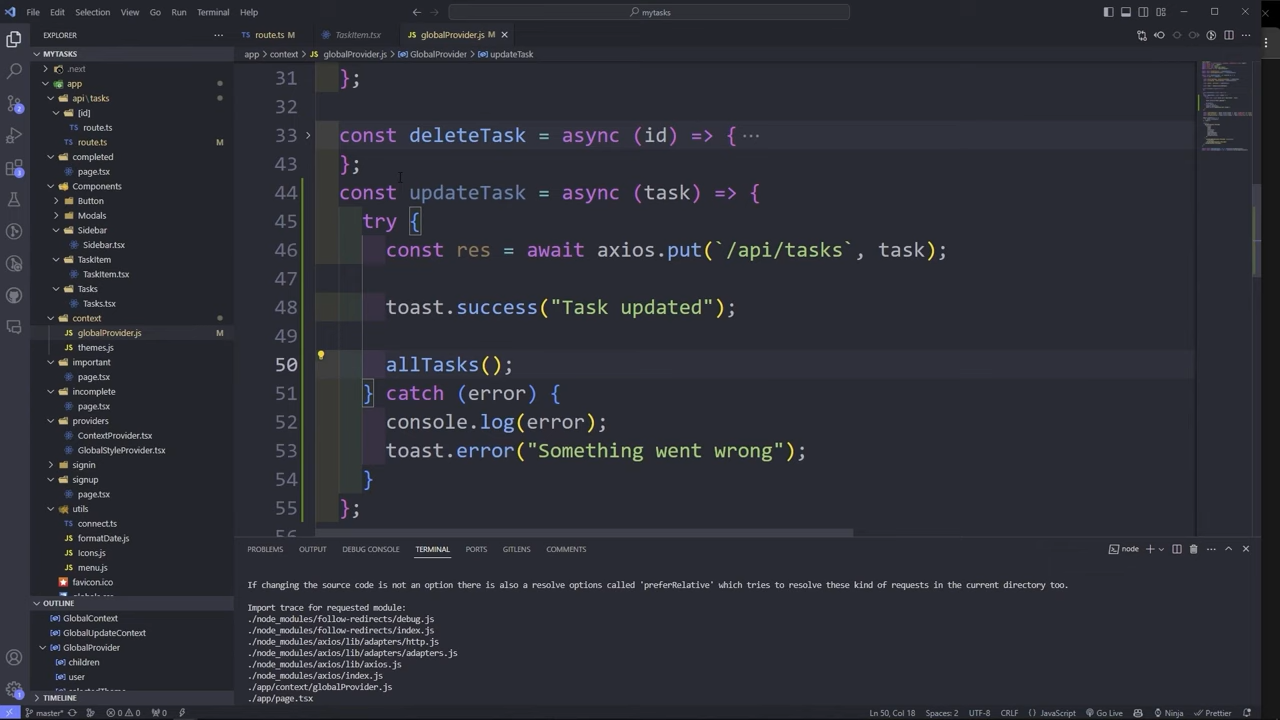 File Edit Selection View Go Run Terminal Help
mytasks
EXPLORER
MYTASKS
.next
app
api\tasks
[id]
route.ts
route.ts M
completed
page.tsx
Components
Button
Modals
Sidebar
Sidebar.tsx
TaskItem
TaskItem.tsx
Tasks
Tasks.tsx
context
globalProvider.js M
themes.js
important
page.tsx
incomplete
page.tsx
providers
ContextProvider.tsx
GlobalStyleProvider.tsx
signin
signup
page.tsx
utils
connect.ts
formatDate.js
Icons.js
menu.js
favicon.ico
OUTLINE
GlobalContext
GlobalUpdateContext
GlobalProvider
children
user
TIMELINE
route.ts M TaskItem.tsx globalProvider.js M
app > context > globalProvider.js > GlobalProvider > updateTask
31 };
32
33 const deleteTask = async (id) => { ···
43 };
44 const updateTask = async (task) => {
45 try {
46 const res = await axios.put(`/api/tasks`, task);
47
48 toast.success("Task updated");
49
50 allTasks();
51 } catch (error) {
52 console.log(error);
53 toast.error("Something went wrong");
54 }
55 };
56
PROBLEMS OUTPUT DEBUG CONSOLE TERMINAL PORTS GITLENS COMMENTS
node
If changing the source code is not an option there is also a resolve options called 'preferRelative' which tries to resolve these kind of requests in the current directory too.
Import trace for requested module:
./node_modules/follow-redirects/debug.js
./node_modules/follow-redirects/index.js
./node_modules/axios/lib/adapters/http.js
./node_modules/axios/lib/adapters/adapters.js
./node_modules/axios/lib/axios.js
./node_modules/axios/index.js
./app/context/globalProvider.js
./app/page.tsx
master* 0 0 0 Ln 50, Col 18 Spaces: 2 UTF-8 CRLF JavaScript Go Live Ninja Prettier